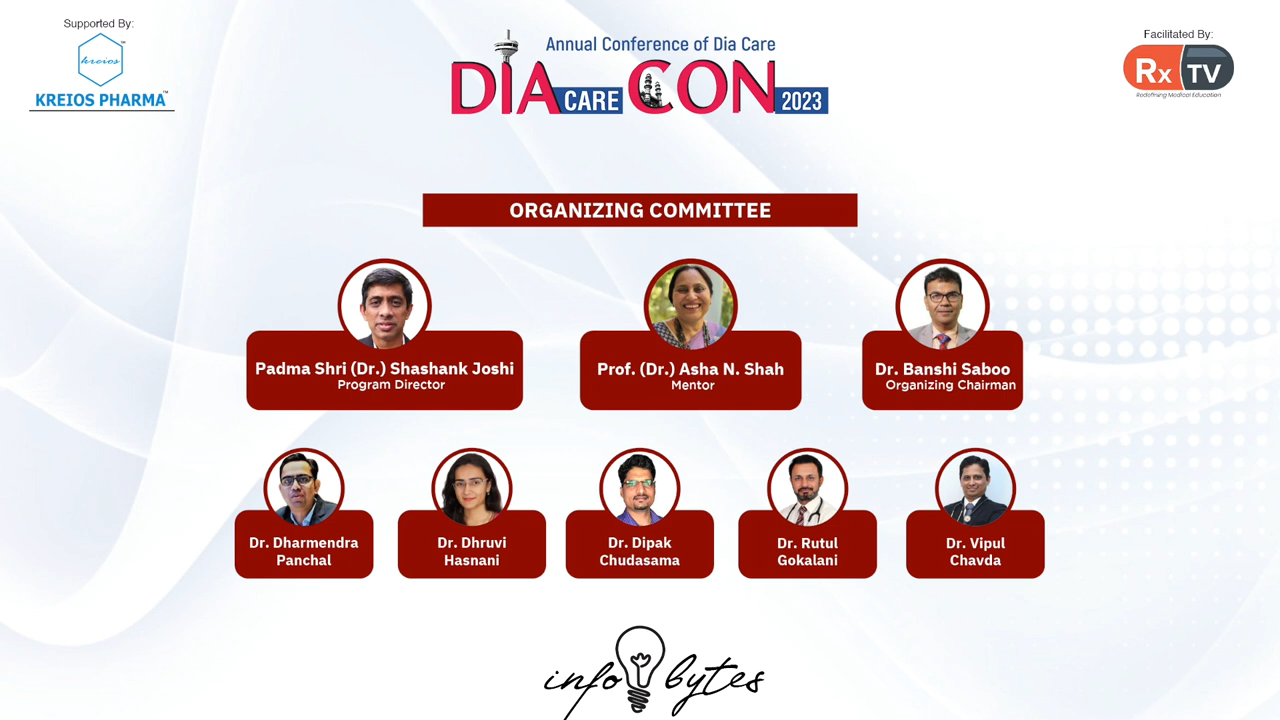 Supported By:
kreios
KREIOS PHARMA™
Annual Conference of Dia Care
DIA CARE CON 2023
Facilitated By:
Rx TV
Redefining Medical Education
ORGANIZING COMMITTEE
Padma Shri (Dr.) Shashank Joshi
Program Director
Prof. (Dr.) Asha N. Shah
Mentor
Dr. Banshi Saboo
Organizing Chairman
Dr. Dharmendra
Panchal
Dr. Dhruvi
Hasnani
Dr. Dipak
Chudasama
Dr. Rutul
Gokalani
Dr. Vipul
Chavda
info bytes